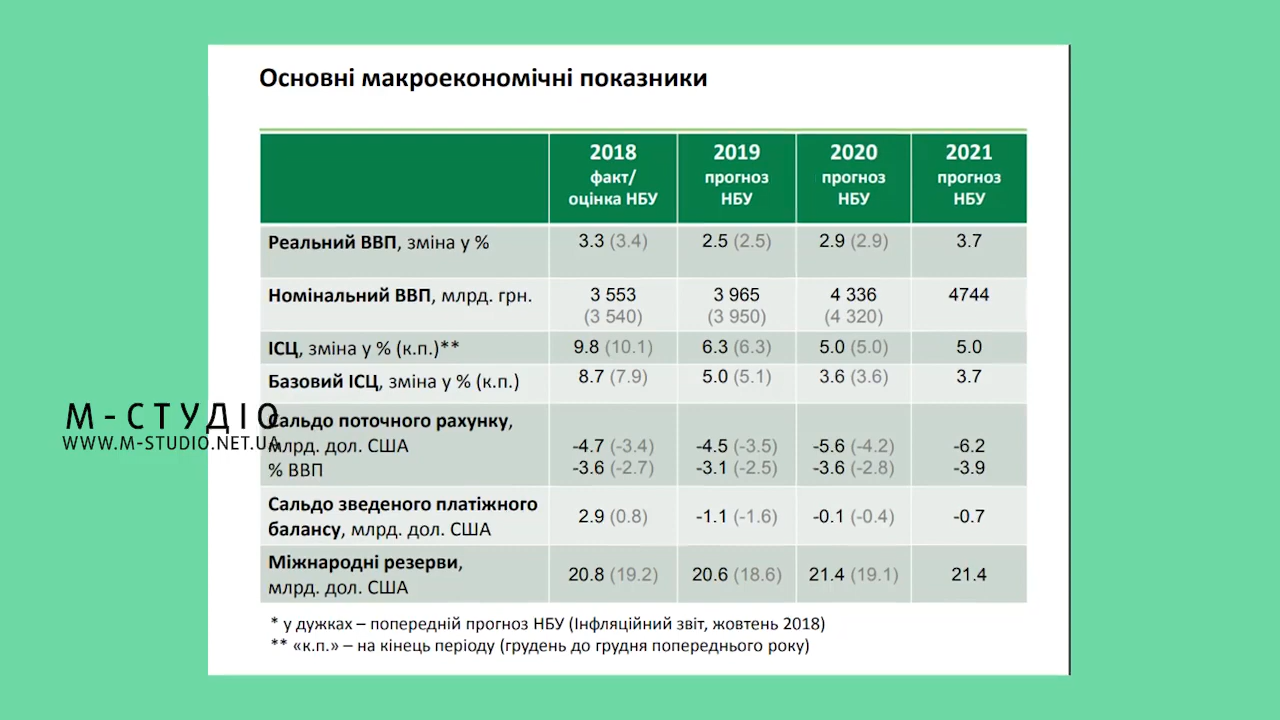 Основні макроекономічні показники
2018 2019 2020 2021
факт/ прогноз прогноз прогноз
оцінка НБУ НБУ НБУ НБУ
Реальний ВВП, зміна у % 3.3 (3.4) 2.5 (2.5) 2.9 (2.9) 3.7
Номінальний ВВП, млрд. грн. 3 553 3 965 4 336 4744
(3 540) (3 950) (4 320)
ІСЦ, зміна у % (к.п.)** 9.8 (10.1) 6.3 (6.3) 5.0 (5.0) 5.0
Базовий ІСЦ, зміна у % (к.п.) 8.7 (7.9) 5.0 (5.1) 3.6 (3.6) 3.7
М-СТУДІО
Сальдо поточного рахунку,
WWW.M-STUDIO.NET.UA
млрд. дол. США -4.7 (-3.4) -4.5 (-3.5) -5.6 (-4.2) -6.2
% ВВП -3.6 (-2.7) -3.1 (-2.5) -3.6 (-2.8) -3.9
Сальдо зведеного платіжного
балансу, млрд. дол. США 2.9 (0.8) -1.1 (-1.6) -0.1 (-0.4) -0.7
Міжнародні резерви,
млрд. дол. США 20.8 (19.2) 20.6 (18.6) 21.4 (19.1) 21.4
* у дужках – попередній прогноз НБУ (Інфляційний звіт, жовтень 2018)
** «к.п.» – на кінець періоду (грудень до грудня попереднього року)